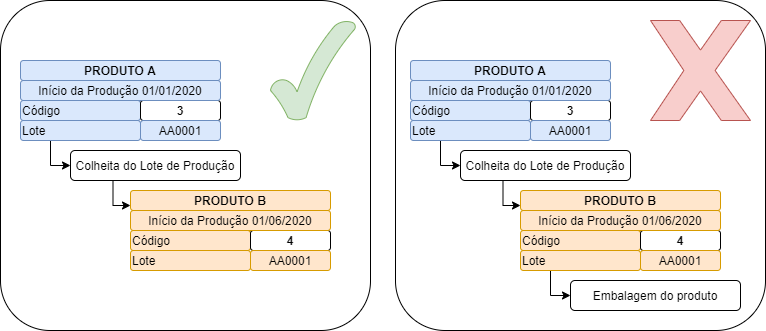 PRODUTO A
Início da Produção 01/01/2020
Código 3
Lote AA0001
Colheita do Lote de Produção
PRODUTO B
Início da Produção 01/06/2020
Código 4
Lote AA0001
PRODUTO A
Início da Produção 01/01/2020
Código 3
Lote AA0001
Colheita do Lote de Produção
PRODUTO B
Início da Produção 01/06/2020
Código 4
Lote AA0001
Embalagem do produto